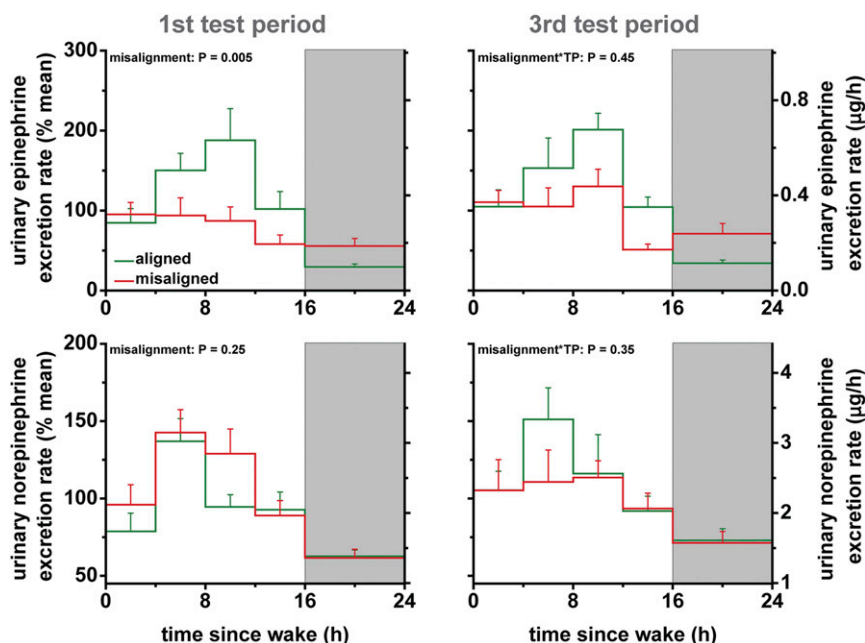 1st test period
3rd test period
urinary epinephrine
excretion rate (% mean)
300
200
100
0
misalignment: P = 0.005
aligned
misaligned
0
8
16
24
misalignment*TP: P = 0.45
0
8
16
24
0.8
0.4
0.0
urinary epinephrine
excretion rate (µg/h)
urinary norepinephrine
excretion rate (% mean)
200
150
100
50
misalignment: P = 0.25
0
8
16
24
time since wake (h)
misalignment*TP: P = 0.35
0
8
16
24
time since wake (h)
4
3
2
1
urinary norepinephrine
excretion rate (µg/h)